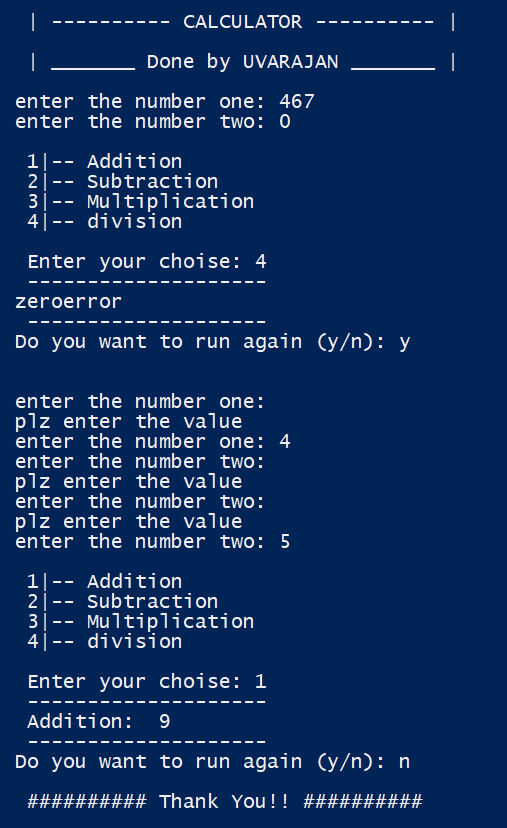 | ---------- CALCULATOR ---------- |
| _______ Done by UVARAJAN _______ |
enter the number one: 467
enter the number two: 0
1|-- Addition
2|-- Subtraction
3|-- Multiplication
4|-- division
Enter your choise: 4
--------------------
zeroerror
--------------------
Do you want to run again (y/n): y
enter the number one:
plz enter the value
enter the number one: 4
enter the number two:
plz enter the value
enter the number two:
plz enter the value
enter the number two: 5
1|-- Addition
2|-- Subtraction
3|-- Multiplication
4|-- division
Enter your choise: 1
--------------------
Addition:  9
--------------------
Do you want to run again (y/n): n
########## Thank You!! ##########